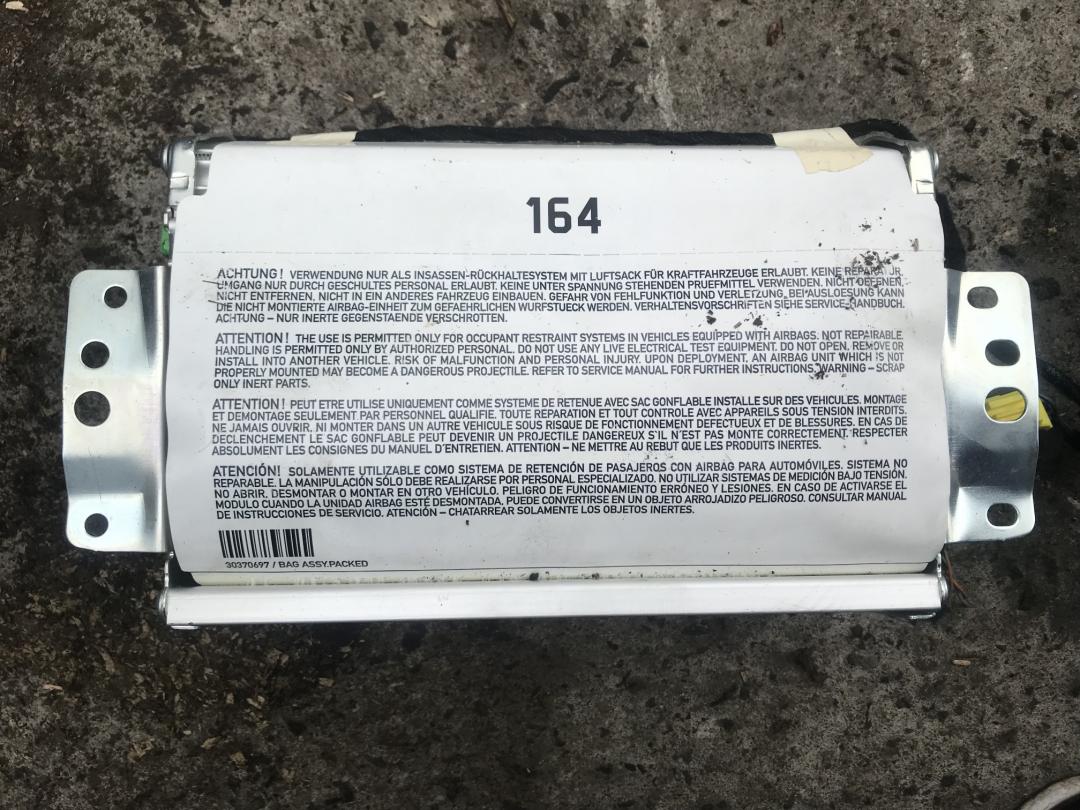 164
ACHTUNG! VERWENDUNG NUR ALS INSASSEN-RÜCKHALTESYSTEM MIT LUFTSACK FÜR KRAFTFAHRZEUGE ERLAUBT. KEINE
UMGANG NUR DURCH GESCHULTES PERSONAL ERLAUBT. KEINE UNTER SPANNUNG STEHENDEN PRUEFMITTEL VERWENDEN. NICHT OEFFNEN,
NICHT ENTFERNEN, NICHT IN EIN ANDERES FAHRZEUG EINBAUEN. GEFAHR VON FEHLFUNKTION UND VERLETZUNG, BEI AUSLOESUNG KANN
DIE NICHT MONTIERTE AIRBAG-EINHEIT ZUM GEFAEHRLICHEN WURFSTUECK WERDEN. VERHALTENSVORSCHRIFTEN SIEHE SERVICEHANDBUCH.
ACHTUNG – NUR INERTE GEGENSTAENDE VERSCHROTTEN.
ATTENTION! THE USE IS PERMITTED ONLY FOR OCCUPANT RESTRAINT SYSTEMS IN VEHICLES EQUIPPED WITH AIRBAGS. NOT REPAIRABLE.
HANDLING IS PERMITTED ONLY BY AUTHORIZED PERSONAL. DO NOT USE ANY LIVE ELECTRICAL TEST EQUIPMENT. DO NOT OPEN, REMOVE OR
INSTALL INTO ANOTHER VEHICLE. RISK OF MALFUNCTION AND PERSONAL INJURY. UPON DEPLOYMENT, AN AIRBAG UNIT WHICH IS NOT
PROPERLY MOUNTED MAY BECOME A DANGEROUS PROJECTILE. REFER TO SERVICE MANUAL FOR FURTHER INSTRUCTIONS. WARNING – SCRAP
ONLY INERT PARTS.
ATTENTION! PEUT ETRE UTILISE UNIQUEMENT COMME SYSTEME DE RETENUE AVEC SAC GONFLABLE INSTALLE SUR DES VEHICULES. MONTAGE
ET DEMONTAGE SEULEMENT PAR PERSONNEL QUALIFIE. TOUTE REPARATION ET TOUT CONTROLE AVEC APPAREILS SOUS TENSION INTERDITS.
NE JAMAIS OUVRIR, NI MONTER DANS UN AUTRE VEHICULE SOUS RISQUE DE FONCTIONNEMENT DEFECTUEUX ET DE BLESSURES. EN CAS DE
DECLENCHEMENT LE SAC GONFLABLE PEUT DEVENIR UN PROJECTILE DANGEREUX S'IL N'EST PAS MONTE CORRECTEMENT. RESPECTER
ABSOLUMENT LES CONSIGNES DU MANUEL D'ENTRETIEN. ATTENTION – NE METTRE AU REBUT QUE LES PRODUITS INERTES.
ATENCIÓN! SOLAMENTE UTILIZABLE COMO SISTEMA DE RETENCIÓN DE PASAJEROS CON AIRBAG PARA AUTOMÓVILES. SISTEMA NO
REPARABLE. LA MANIPULACIÓN SÓLO DEBE REALIZARSE POR PERSONAL ESPECIALIZADO. NO UTILIZAR SISTEMAS DE MEDICIÓN BAJO TENSIÓN.
NO ABRIR. DESMONTAR O MONTAR EN OTRO VEHÍCULO. PELIGRO DE FUNCIONAMIENTO ERRÓNEO Y LESIONES. EN CASO DE ACTIVARSE EL
MODULO CUANDO LA UNIDAD AIRBAG ESTÉ DESMONTADA, PUEDE CONVERTIRSE EN UN OBJETO ARROJADIZO PELIGROSO. CONSULTAR MANUAL
DE INSTRUCCIONES DE SERVICIO. ATENCIÓN – CHATARREAR SOLAMENTE LOS OBJETOS INERTES.
30370697 / BAG ASSY.PACKED